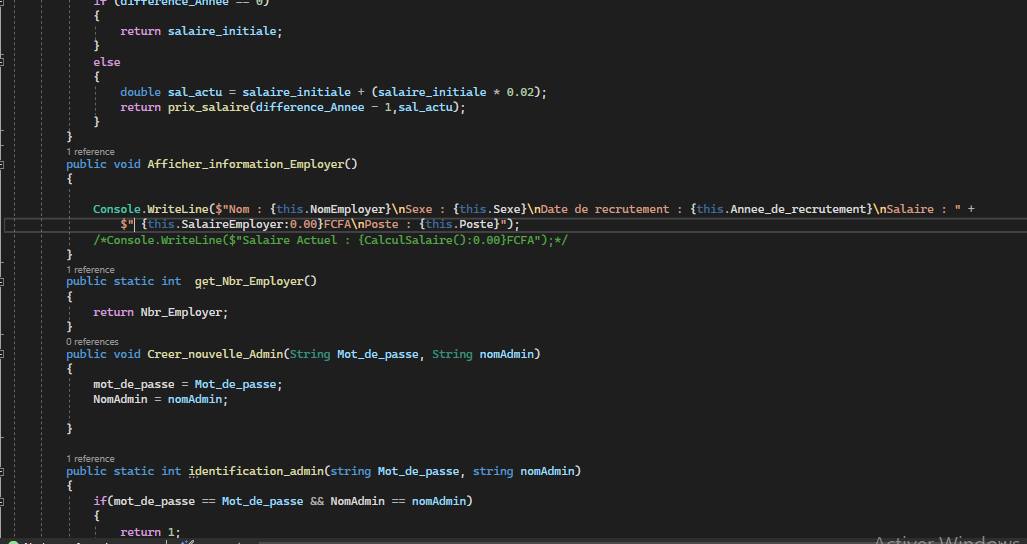 if (difference_Annee == 0)
{
return salaire_initiale;
}
else
{
double sal_actu = salaire_initiale + (salaire_initiale * 0.02);
return prix_salaire(difference_Annee - 1,sal_actu);
}
}
1 reference
public void Afficher_information_Employer()
{
Console.WriteLine($"Nom : {this.NomEmployer}\nSexe : {this.Sexe}\nDate de recrutement : {this.Annee_de_recrutement}\nSalaire : " +
$" {this.SalaireEmployer:0.00}FCFA\nPoste : {this.Poste}");
/*Console.WriteLine($"Salaire Actuel : {CalculSalaire():0.00}FCFA");*/
}
1 reference
public static int  get_Nbr_Employer()
{
return Nbr_Employer;
}
0 references
public void Creer_nouvelle_Admin(String Mot_de_passe, String nomAdmin)
{
mot_de_passe = Mot_de_passe;
NomAdmin = nomAdmin;
}
1 reference
public static int identification_admin(string Mot_de_passe, string nomAdmin)
{
if(mot_de_passe == Mot_de_passe && NomAdmin == nomAdmin)
{
return 1;
Activer Windows